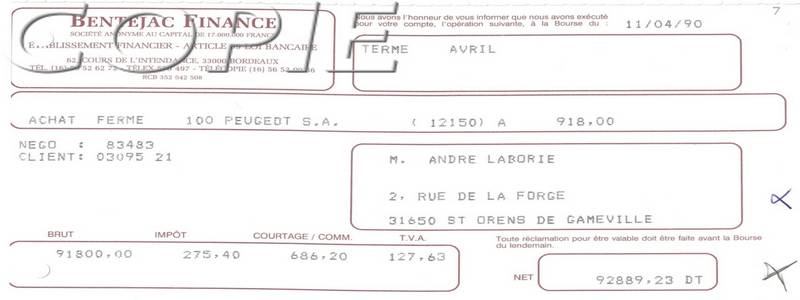 7
BENTEJAC FINANCE
SOCIÉTÉ ANONYME AU CAPITAL DE 17.000.000 FRANCS
ÉTABLISSEMENT FINANCIER - ARTICLE 99 LOI BANCAIRE
62, COURS DE L'INTENDANCE, 33000 BORDEAUX
RCB 352 042 508
COPIE
Nous avons l'honneur de vous informer que nous avons exécuté
pour votre compte, l'opération suivante, à la Bourse du : 11/04/90
TERME AVRIL
ACHAT FERME 100 PEUGEOT S.A. ( 12150) A 918,00
NEGO : 83483
CLIENT: 03095 21
M. ANDRE LABORIE
2, RUE DE LA FORGE
31650 ST ORENS DE GAMEVILLE
BRUT IMPÔT COURTAGE / COMM. T.V.A.
91800,00 275,40 686,20 127,63
Toute réclamation pour être valable doit être faite avant la Bourse
du lendemain.
NET 92889,23 DT